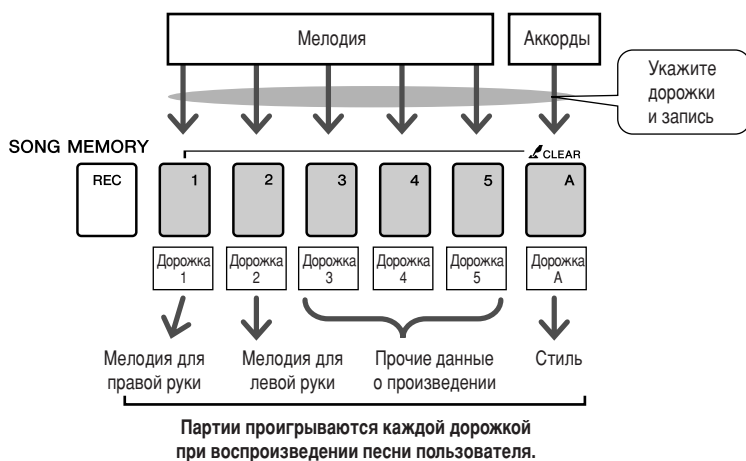 Мелодия
Аккорды
Укажите
дорожки
и запись
SONG MEMORY
CLEAR
REC
1
2
3
4
5
A
Дорожка
1
Дорожка
2
Дорожка
3
Дорожка
4
Дорожка
5
Дорожка
A
Мелодия для
правой руки
Мелодия для
левой руки
Прочие данные
о произведении
Стиль
Партии проигрываются каждой дорожкой
при воспроизведении песни пользователя.